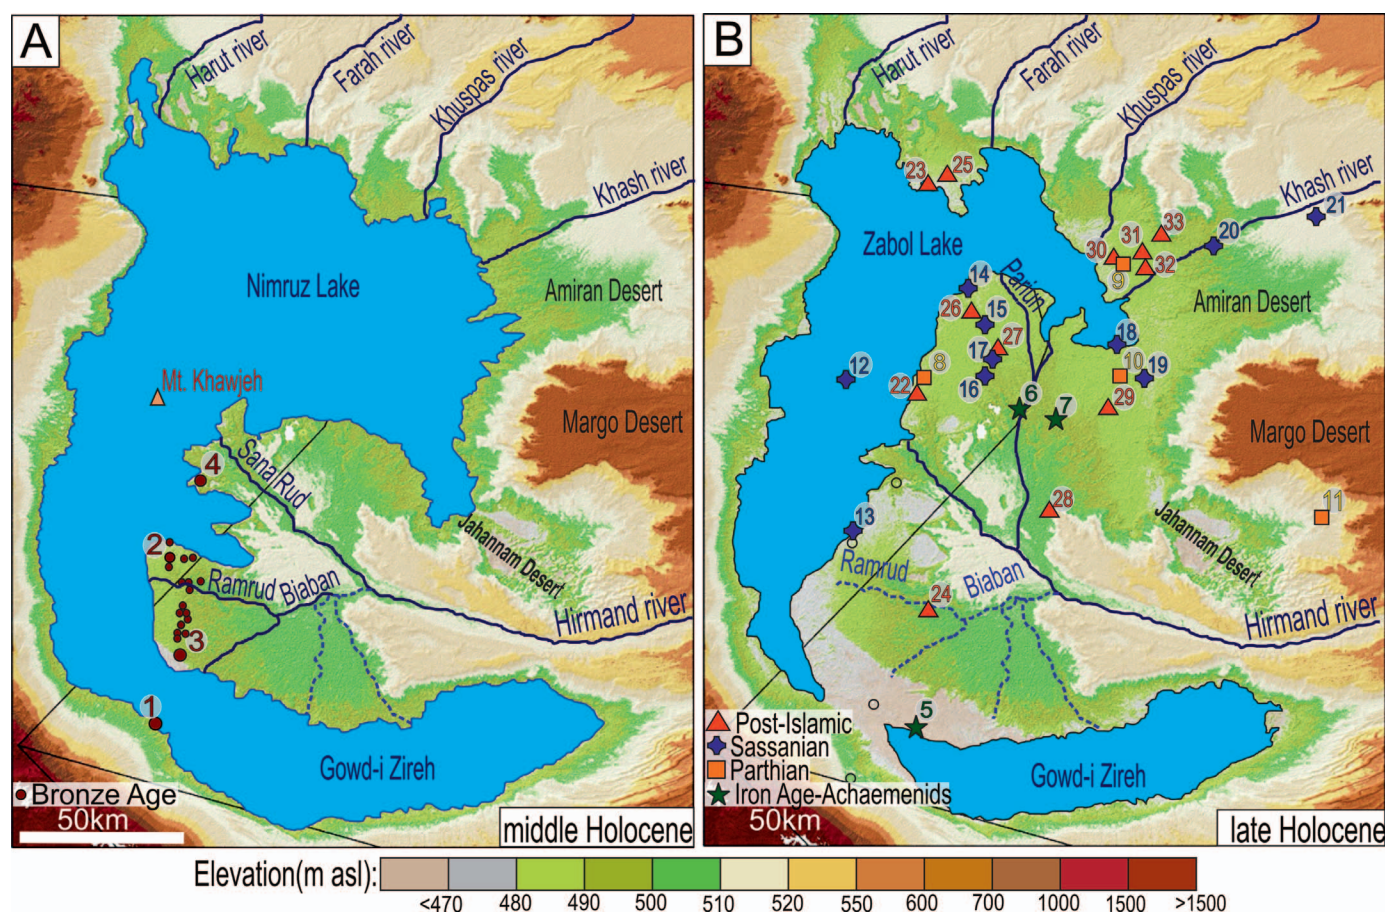 A
Harut river
Farah river
Khuspas river
Khash river
Nimruz Lake
Amiran Desert
Mt. Khawjeh
Margo Desert
4
Sana Rud
Jahannam Desert
2
Ramrud Biaban
Hirmand river
3
1
Gowd-i Zireh
Bronze Age
50km
middle Holocene
B
Harut river
Farah river
Khuspas river
Khash river
23
25
21
33
20
31
30
Zabol Lake
32
9
14
Parion
Amiran Desert
26
15
27
18
17
12
8
10
19
16
22
6
7
29
Margo Desert
28
11
13
Jahannam Desert
Ramrud
Biaban
24
Hirmand river
5
Post-Islamic
Sassanian
Parthian
Iron Age-Achaemenids
Gowd-i Zireh
50km
late Holocene
Elevation(m asl):
<470 480 490 500 510 520 550 600 700 1000 1500 >1500